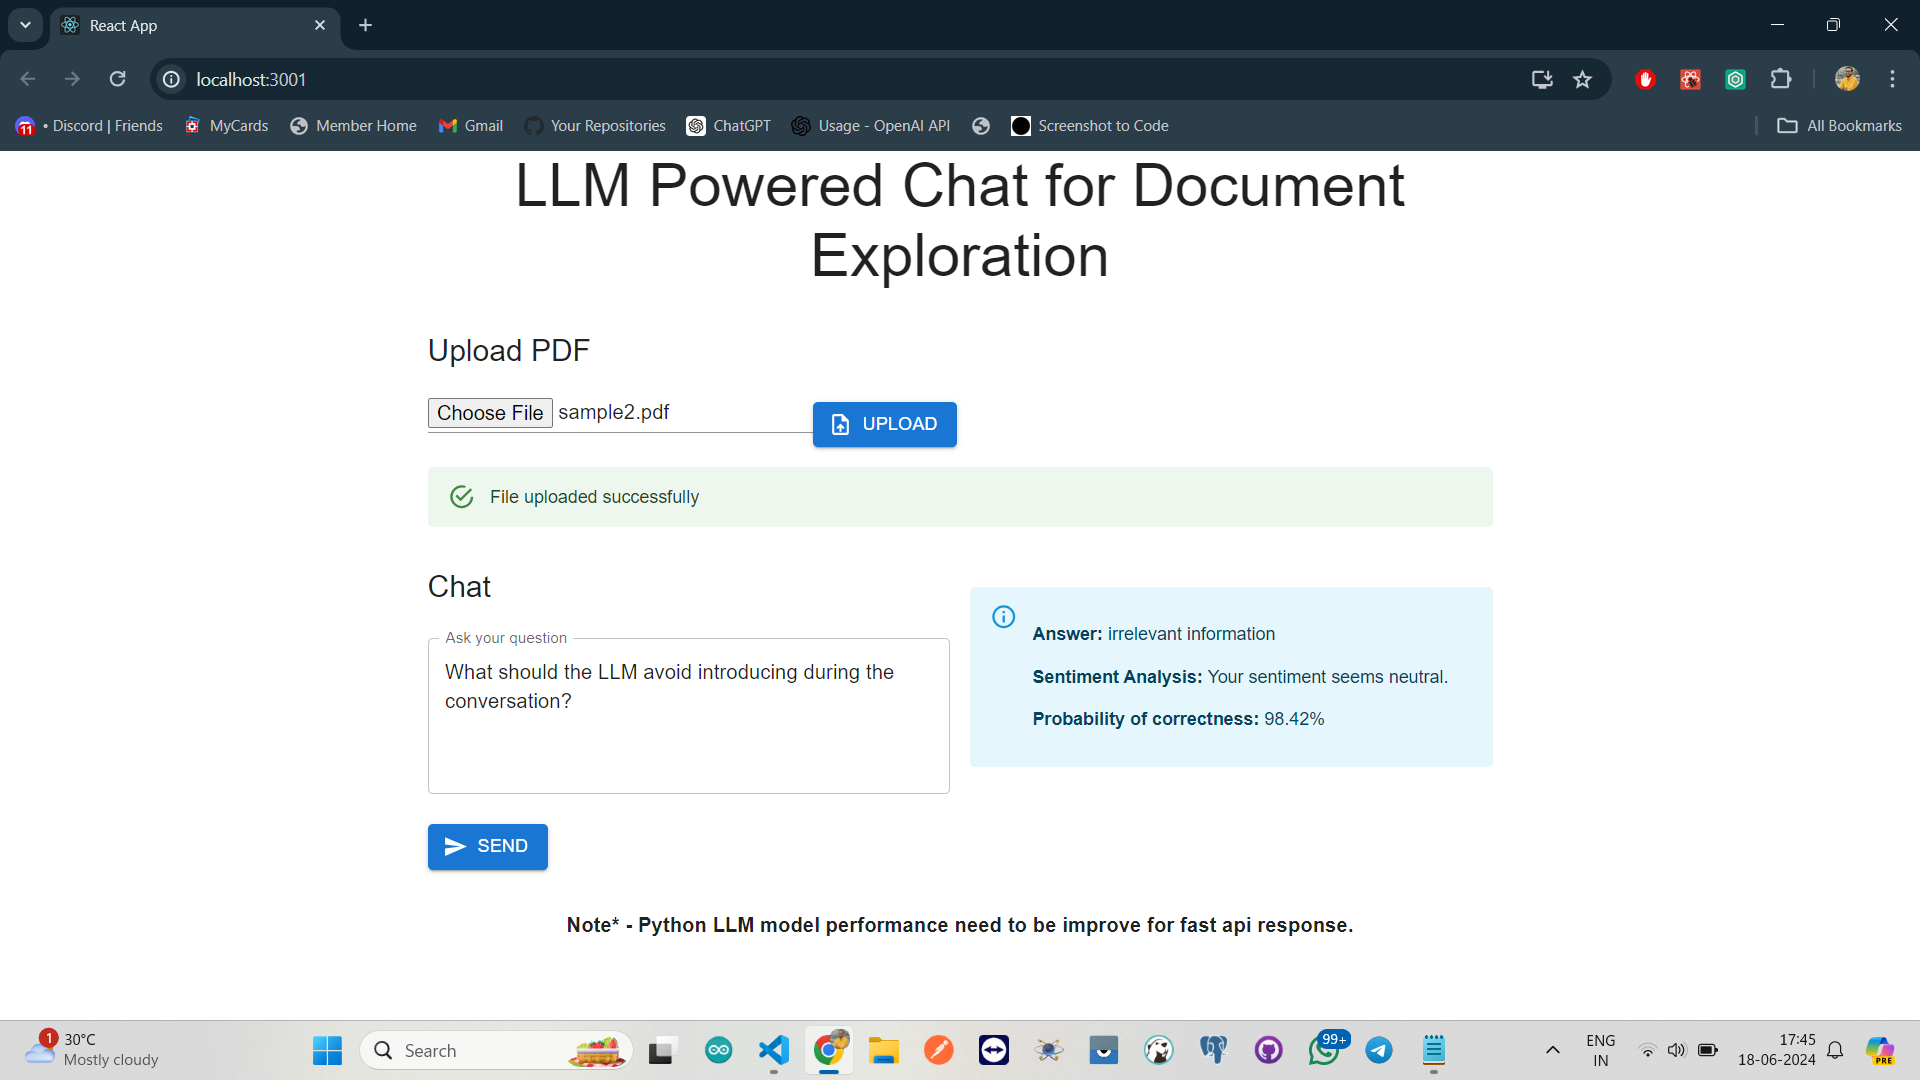 React App
localhost:3001
11
• Discord | Friends
MyCards
Member Home
Gmail
Your Repositories
ChatGPT
Usage - OpenAI API
Screenshot to Code
All Bookmarks
LLM Powered Chat for Document
Exploration
Upload PDF
Choose File sample2.pdf
UPLOAD
File uploaded successfully
Chat
Ask your question
What should the LLM avoid introducing during the
conversation?
Answer: irrelevant information
Sentiment Analysis: Your sentiment seems neutral.
Probability of correctness: 98.42%
SEND
Note* - Python LLM model performance need to be improve for fast api response.
1
30°C
Mostly cloudy
Search
99+
ENG
IN
17:45
18-06-2024
PRE